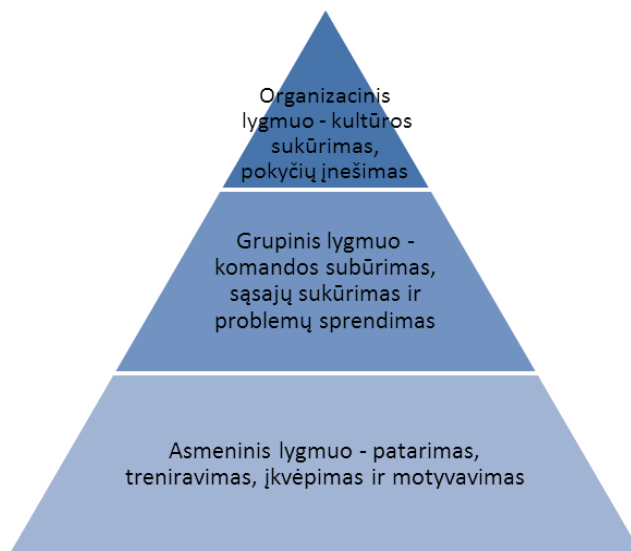 Organizacinis
lygmuo - kultūros
sukūrimas,
pokyčių įnešimas
Grupinis lygmuo -
komandos subūrimas,
sąsajų sukūrimas ir
problemų sprendimas
Asmeninis lygmuo - patarimas,
treniravimas, įkvėpimas ir motyvavimas